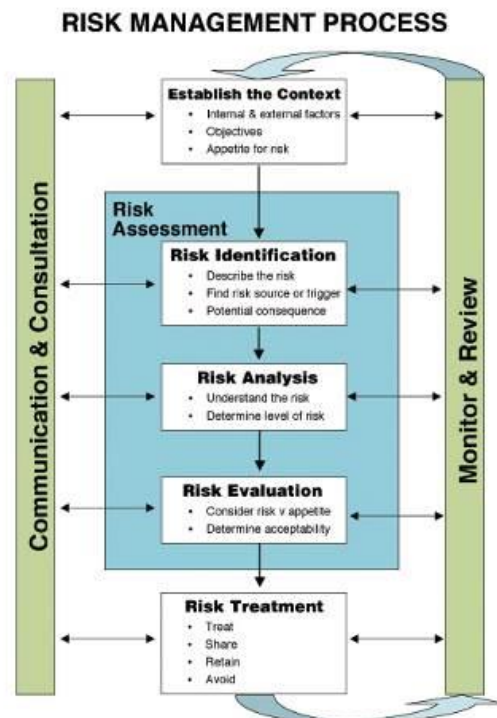 RISK MANAGEMENT PROCESS
Establish the Context
• Internal & external factors
• Objectives
• Appetite for risk
Risk
Assessment
Risk Identification
• Describe the risk
• Find risk source or trigger
• Potential consequence
Risk Analysis
• Understand the risk
• Determine level of risk
Risk Evaluation
• Consider risk v appetite
• Determine acceptability
Risk Treatment
• Treat
• Share
• Retain
• Avoid
Communication & Consultation
Monitor & Review